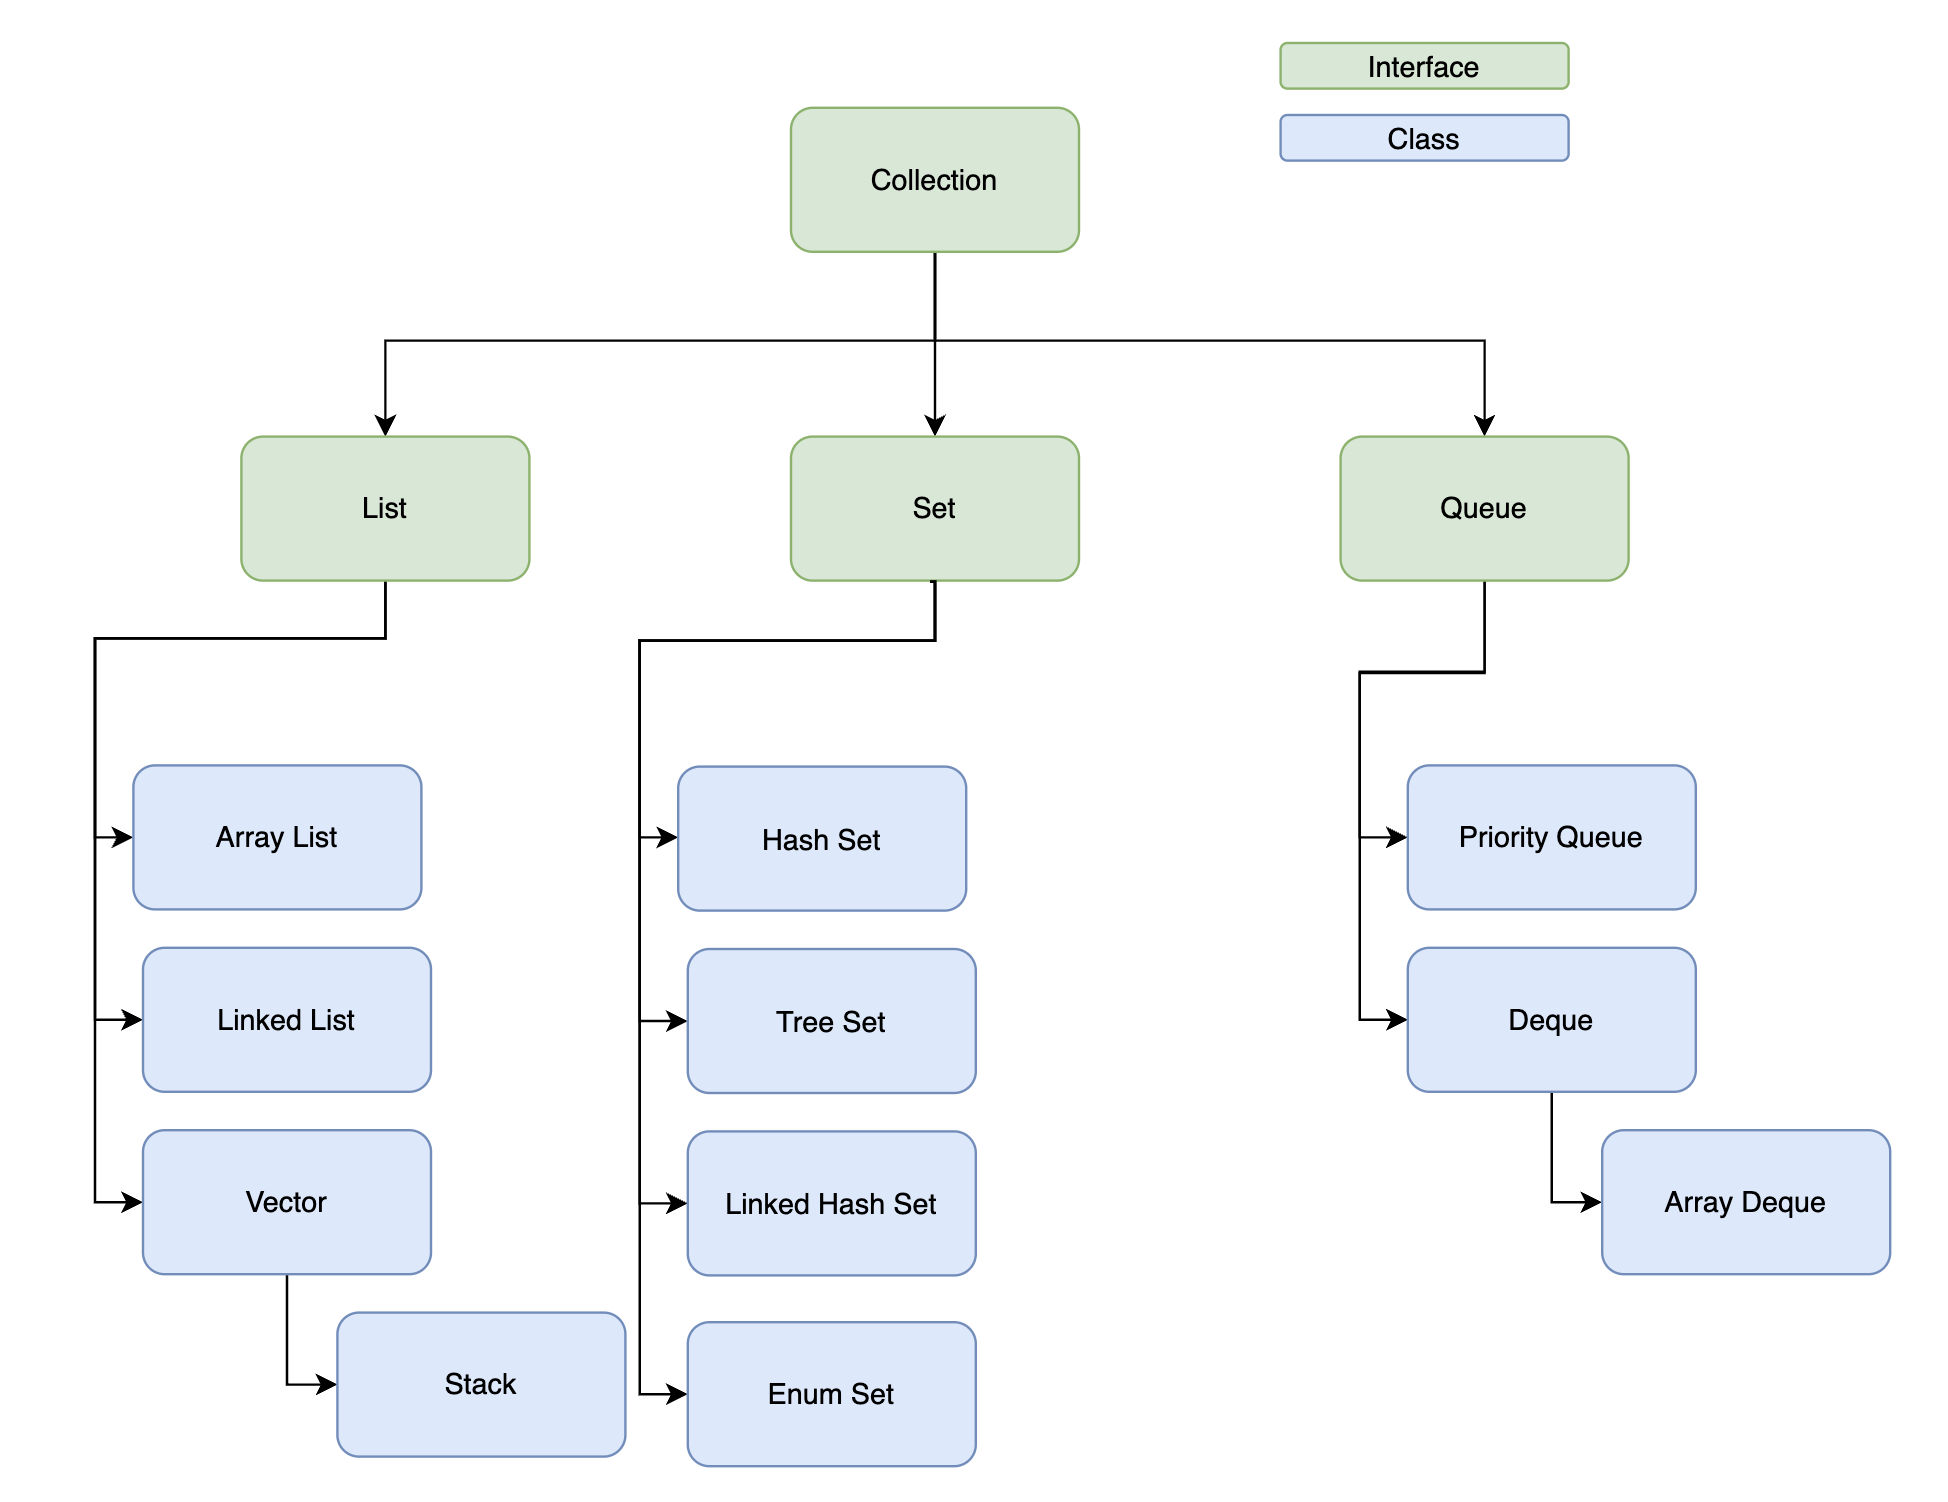 Interface
Class
Collection
List
Set
Queue
Array List
Hash Set
Priority Queue
Linked List
Tree Set
Deque
Vector
Linked Hash Set
Array Deque
Stack
Enum Set